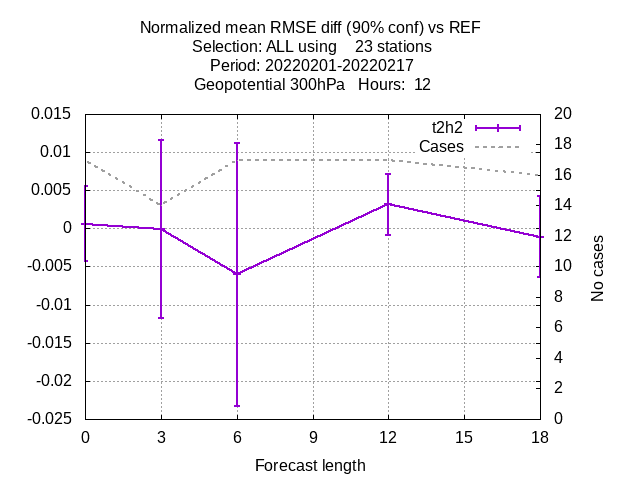 Normalized mean RMSE diff (90% conf) vs REF
Selection: ALL using    23 stations
Period: 20220201-20220217
Geopotential 300hPa   Hours:  12
t2h2
Cases
0.015
0.01
0.005
0
-0.005
-0.01
-0.015
-0.02
-0.025
20
18
16
14
12
10
8
6
4
2
0
No cases
0 3 6 9 12 15 18
Forecast length